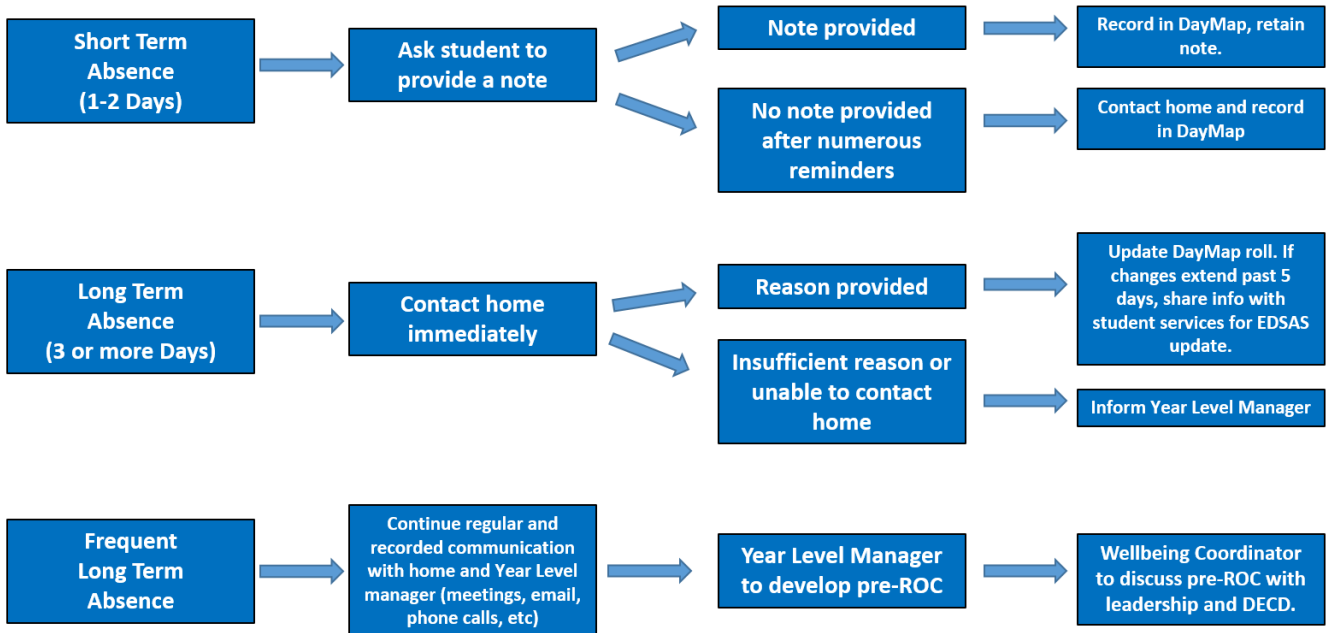 Short Term
Absence
(1-2 Days)
Ask student to
provide a note
Note provided
Record in DayMap, retain
note.
No note provided
after numerous
reminders
Contact home and record
in DayMap
Long Term
Absence
(3 or more Days)
Contact home
immediately
Reason provided
Update DayMap roll. If
changes extend past 5
days, share info with
student services for EDSAS
update.
Insufficient reason or
unable to contact
home
Inform Year Level Manager
Frequent
Long Term
Absence
Continue regular and
recorded communication
with home and Year Level
manager (meetings, email,
phone calls, etc)
Year Level Manager
to develop pre-ROC
Wellbeing Coordinator
to discuss pre-ROC with
leadership and DECD.